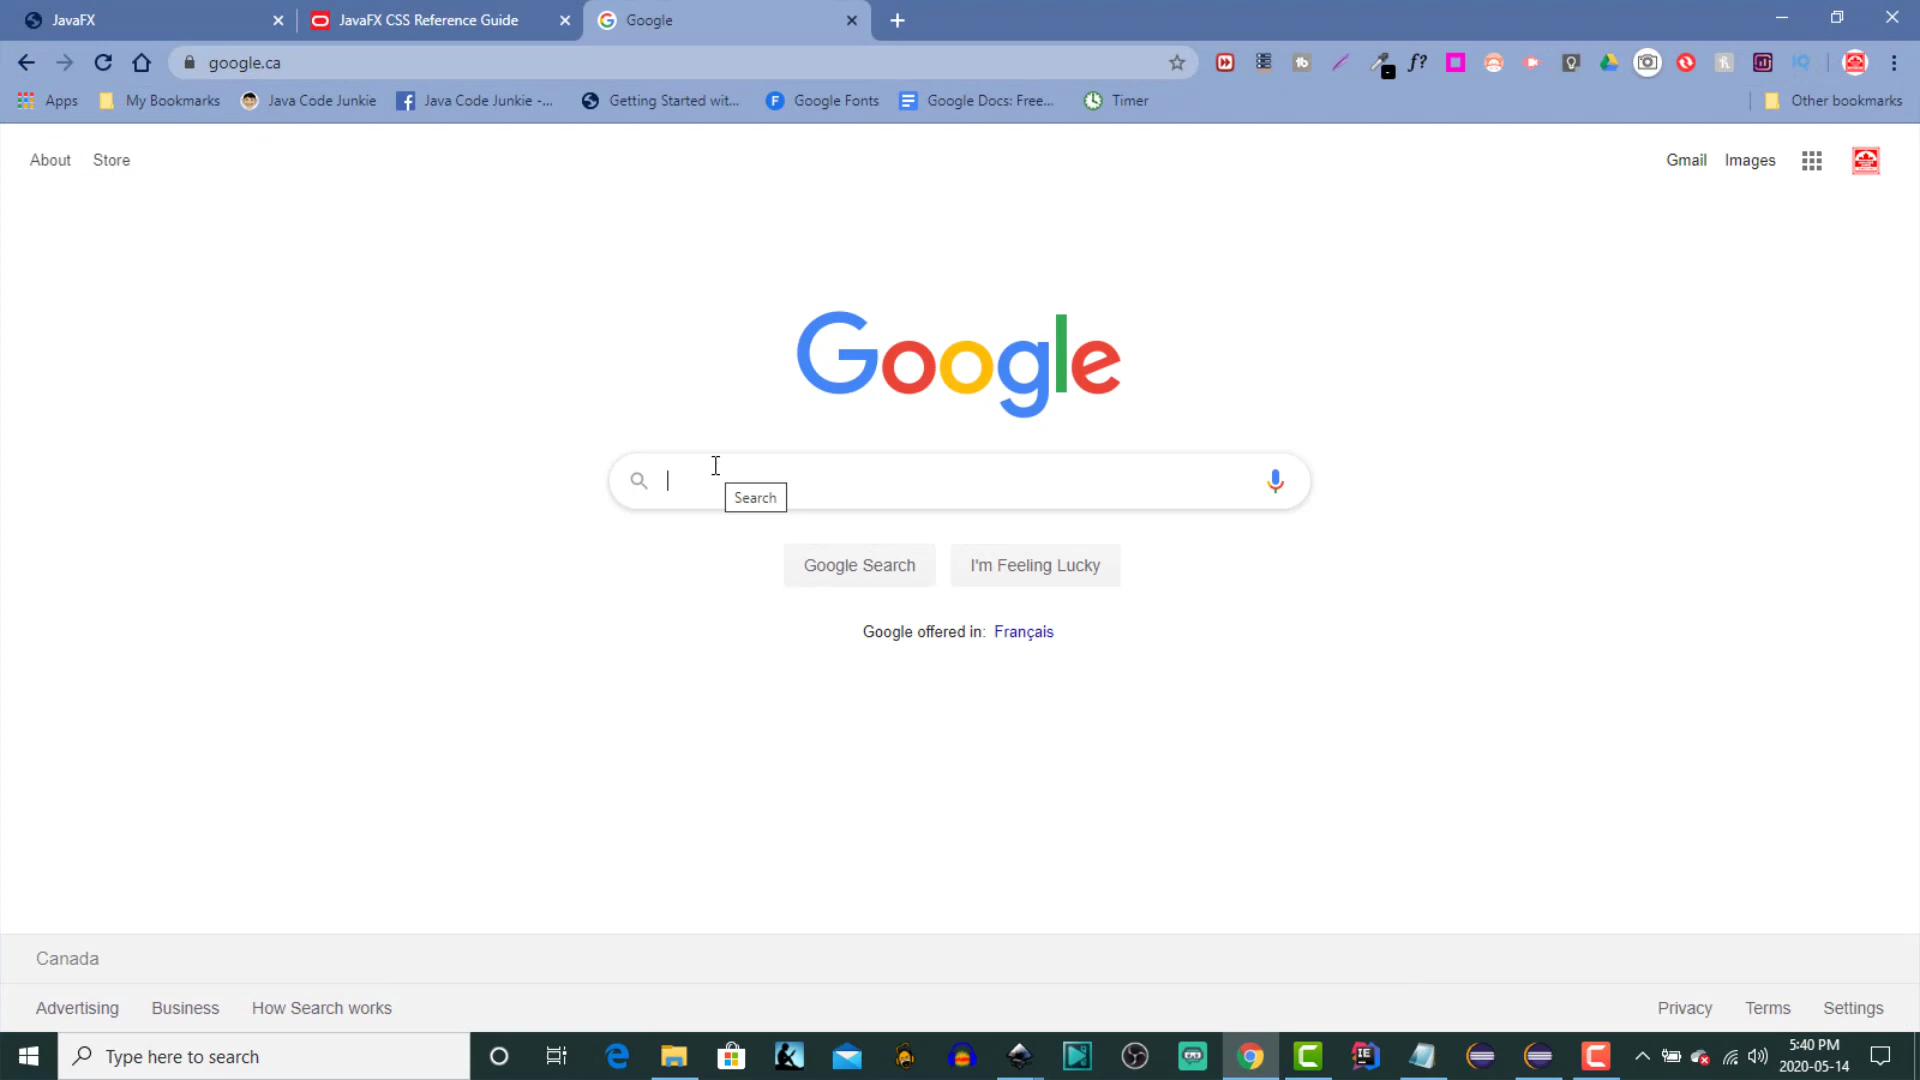 JavaFX
JavaFX CSS Reference Guide
Google
google.ca
f?
Apps
My Bookmarks
Java Code Junkie
Java Code Junkie -...
Getting Started wit...
Google Fonts
Google Docs: Free...
Timer
Other bookmarks
About
Store
Gmail
Images
Google
Search
Google Search
I'm Feeling Lucky
Google offered in: Français
Canada
Advertising
Business
How Search works
Privacy
Terms
Settings
Type here to search
5:40 PM
2020-05-14